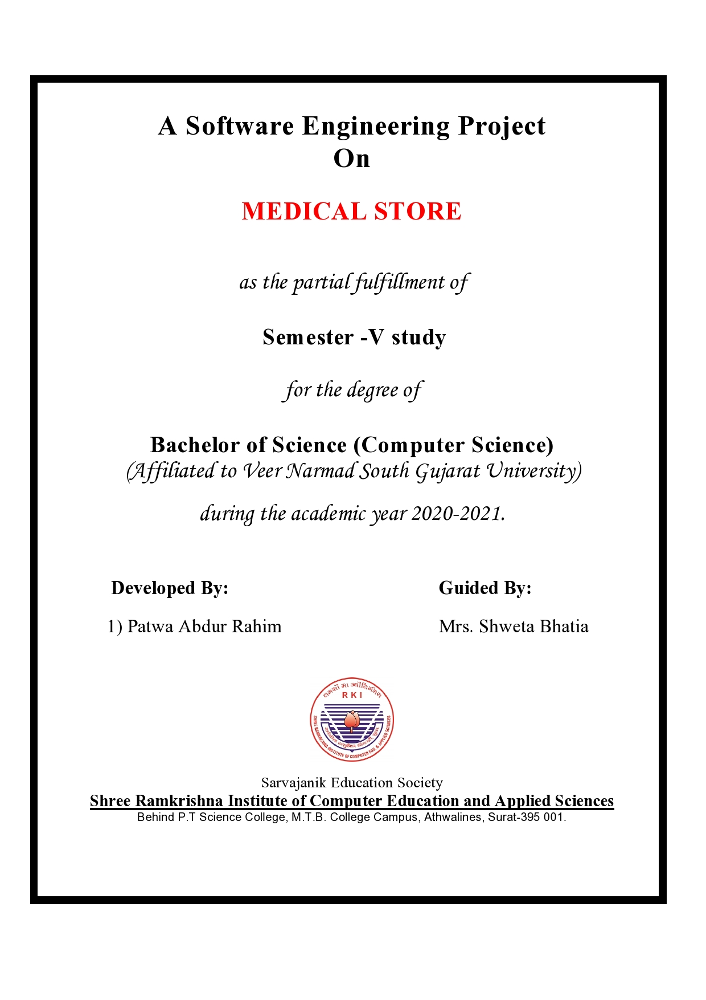 A Software Engineering Project
On
MEDICAL STORE
as the partial fulfillment of
Semester -V study
for the degree of
Bachelor of Science (Computer Science)
(Affiliated to Veer Narmad South Gujarat University)
during the academic year 2020-2021.
Developed By: Guided By:
1) Patwa Abdur Rahim Mrs. Shweta Bhatia
RKI
SHREE RAMKRISHNA INSTITUTE OF COMPUTER EDU. & APPLIED SCIENCES
Sarvajanik Education Society
Shree Ramkrishna Institute of Computer Education and Applied Sciences
Behind P.T Science College, M.T.B. College Campus, Athwalines, Surat-395 001.